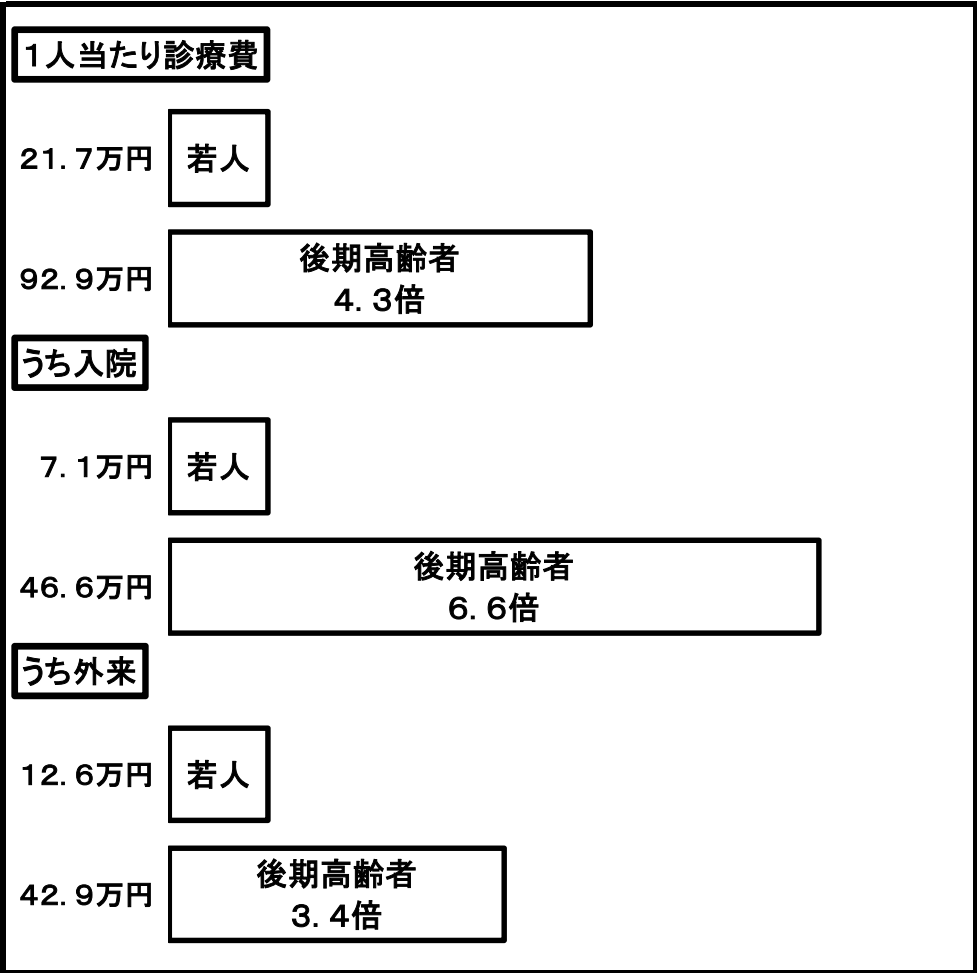 １人当たり診療費
２１．７万円
若人
９２．９万円
後期高齢者
４．３倍
うち入院
７．１万円
若人
４６．６万円
後期高齢者
６．６倍
うち外来
１２．６万円
若人
４２．９万円
後期高齢者
３．４倍